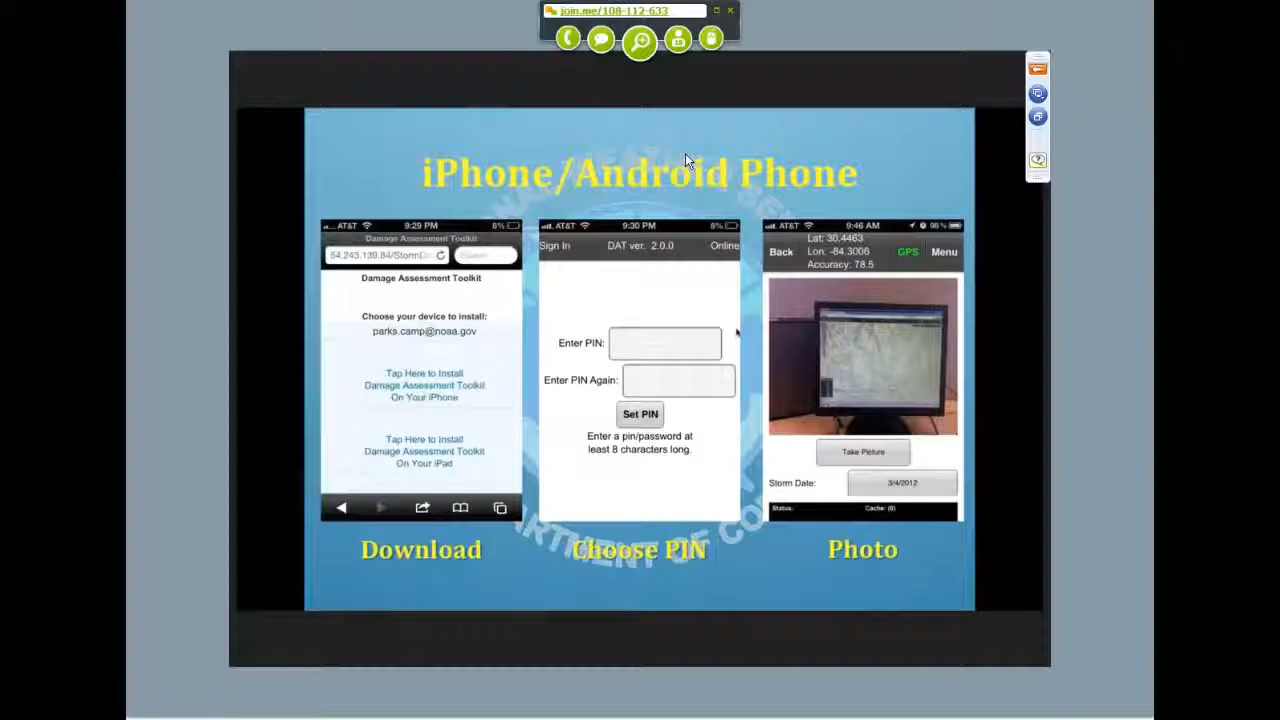 join.me/108-112-633
iPhone/Android Phone
AT&T 9:29 PM 8%
Damage Assessment Toolkit
Damage Assessment Toolkit
Choose your device to install:
parks.camp@noaa.gov
Tap Here to Install
Damage Assessment Toolkit
On Your iPhone
Tap Here to Install
Damage Assessment Toolkit
On Your iPad
Download
AT&T 9:30 PM 8%
Sign In DAT ver. 2.0.0 Online
Enter PIN:
Enter PIN Again:
Set PIN
Enter a pin/password at
least 8 characters long.
Choose PIN
AT&T 9:46 AM 98%
Lat: 30.4463
Back Lon: -84.3006 GPS Menu
Accuracy: 78.5
Take Picture
Storm Date: 3/4/2012
Status: Cache: (0)
Photo